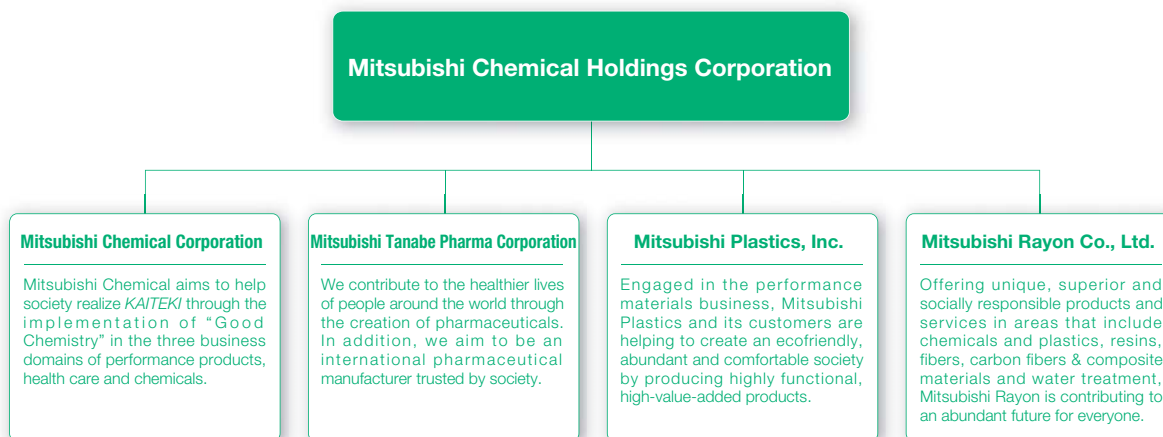 Mitsubishi Chemical Holdings Corporation
Mitsubishi Chemical Corporation
Mitsubishi Chemical aims to help
society realize KAITEKI through the
implementation of “Good
Chemistry” in the three business
domains of performance products,
health care and chemicals.
Mitsubishi Tanabe Pharma Corporation
We contribute to the healthier lives
of people around the world through
the creation of pharmaceuticals.
In addition, we aim to be an
international pharmaceutical
manufacturer trusted by society.
Mitsubishi Plastics, Inc.
Engaged in the performance
materials business, Mitsubishi
Plastics and its customers are
helping to create an ecofriendly,
abundant and comfortable society
by producing highly functional,
high-value-added products.
Mitsubishi Rayon Co., Ltd.
Offering unique, superior and
socially responsible products and
services in areas that include
chemicals and plastics, resins,
fibers, carbon fibers & composite
materials and water treatment,
Mitsubishi Rayon is contributing to
an abundant future for everyone.